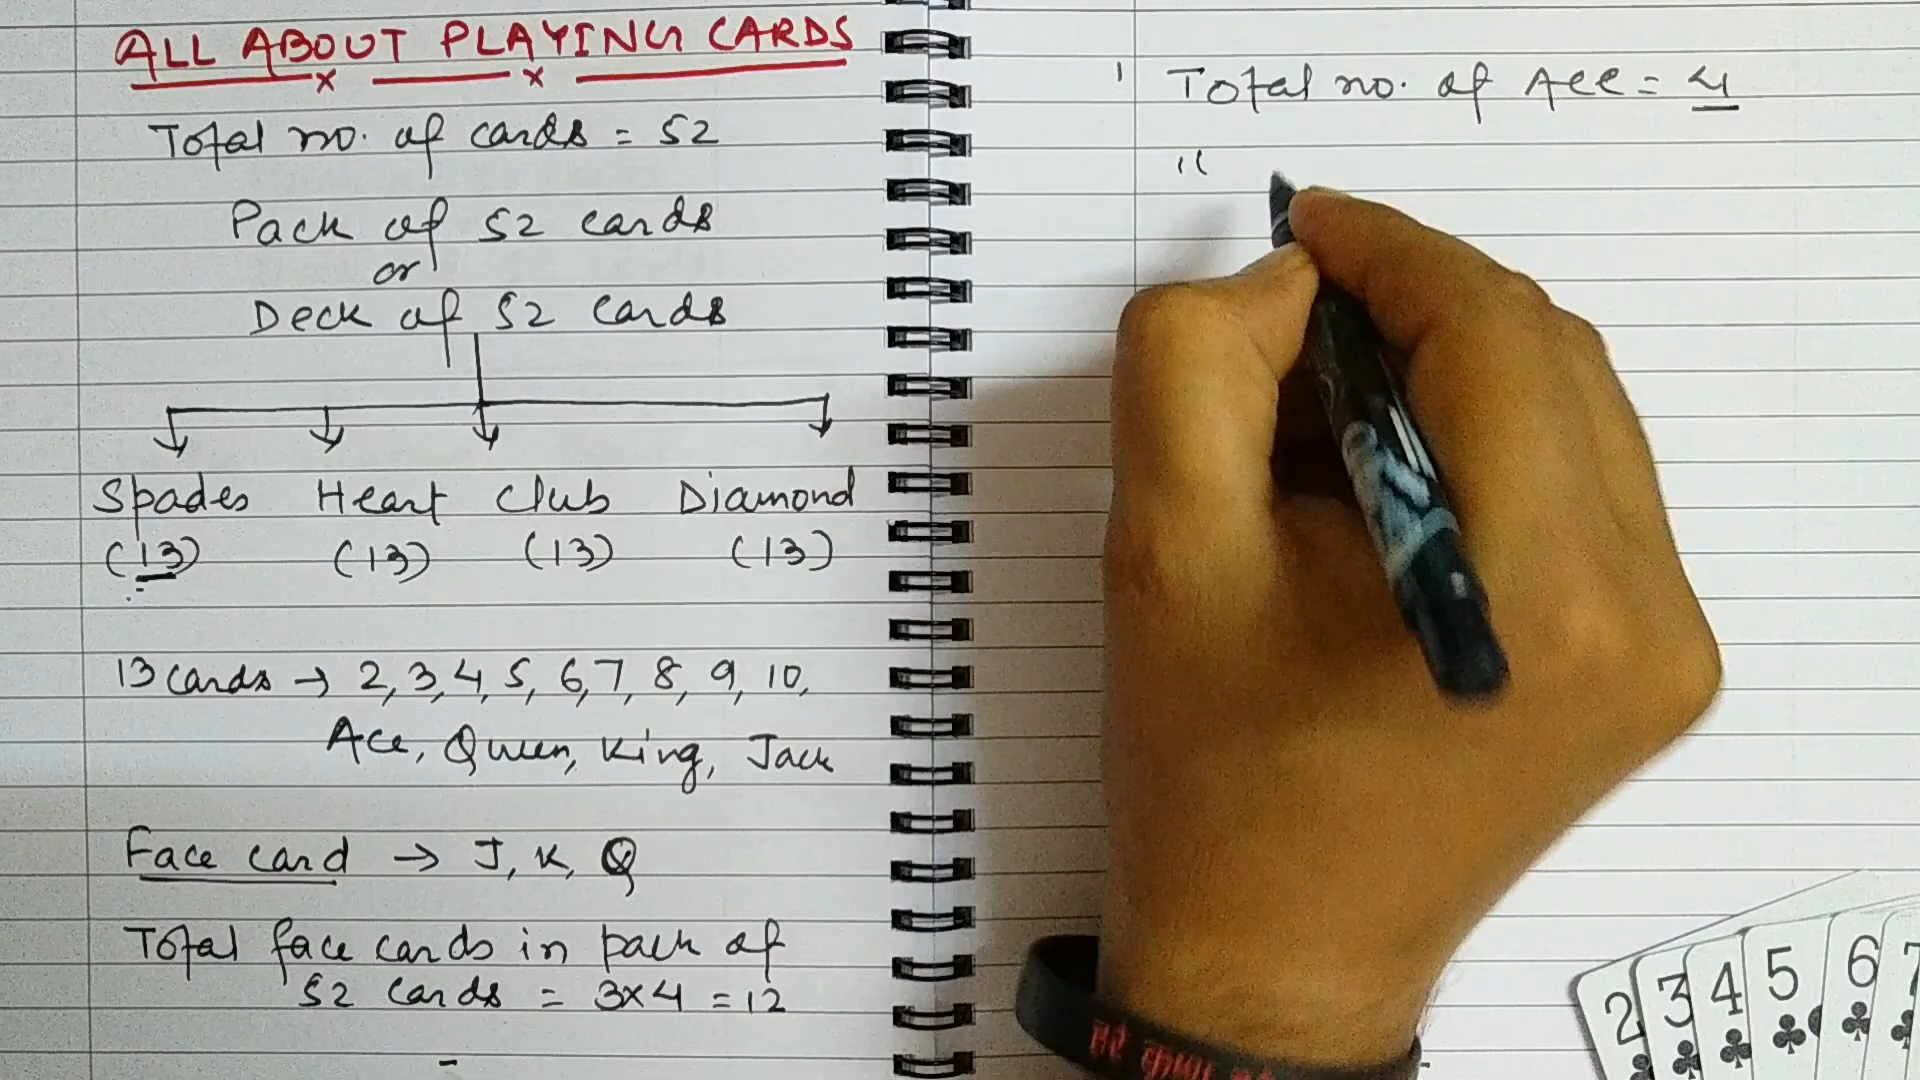 ALL ABOUT PLAYING CARDS
Total no. of cards = 52
Pack of 52 cards
or
Deck of 52 cards
Spades Heart Club Diamond
(13) (13) (13) (13)
13 cards → 2, 3, 4, 5, 6, 7, 8, 9, 10,
Ace, Queen, King, Jack
Face card → J, K, Q
Total face cards in pack of
52 cards = 3x4 = 12
Total no. of Ace = 4
"
2 3 4 5 6 7